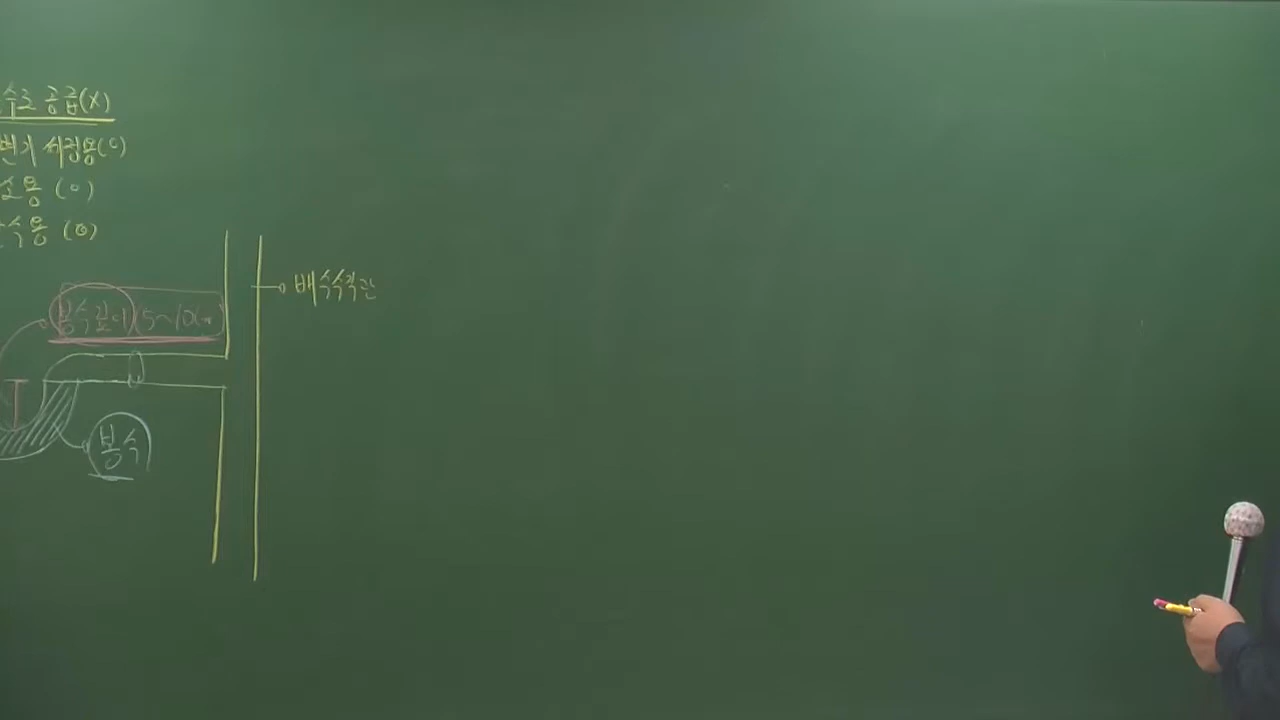 수조 공급(X)
변기 세정용(O)
소용 (O)
수용 (O)
배수수직관
봉수깊이(5~10cm
봉수